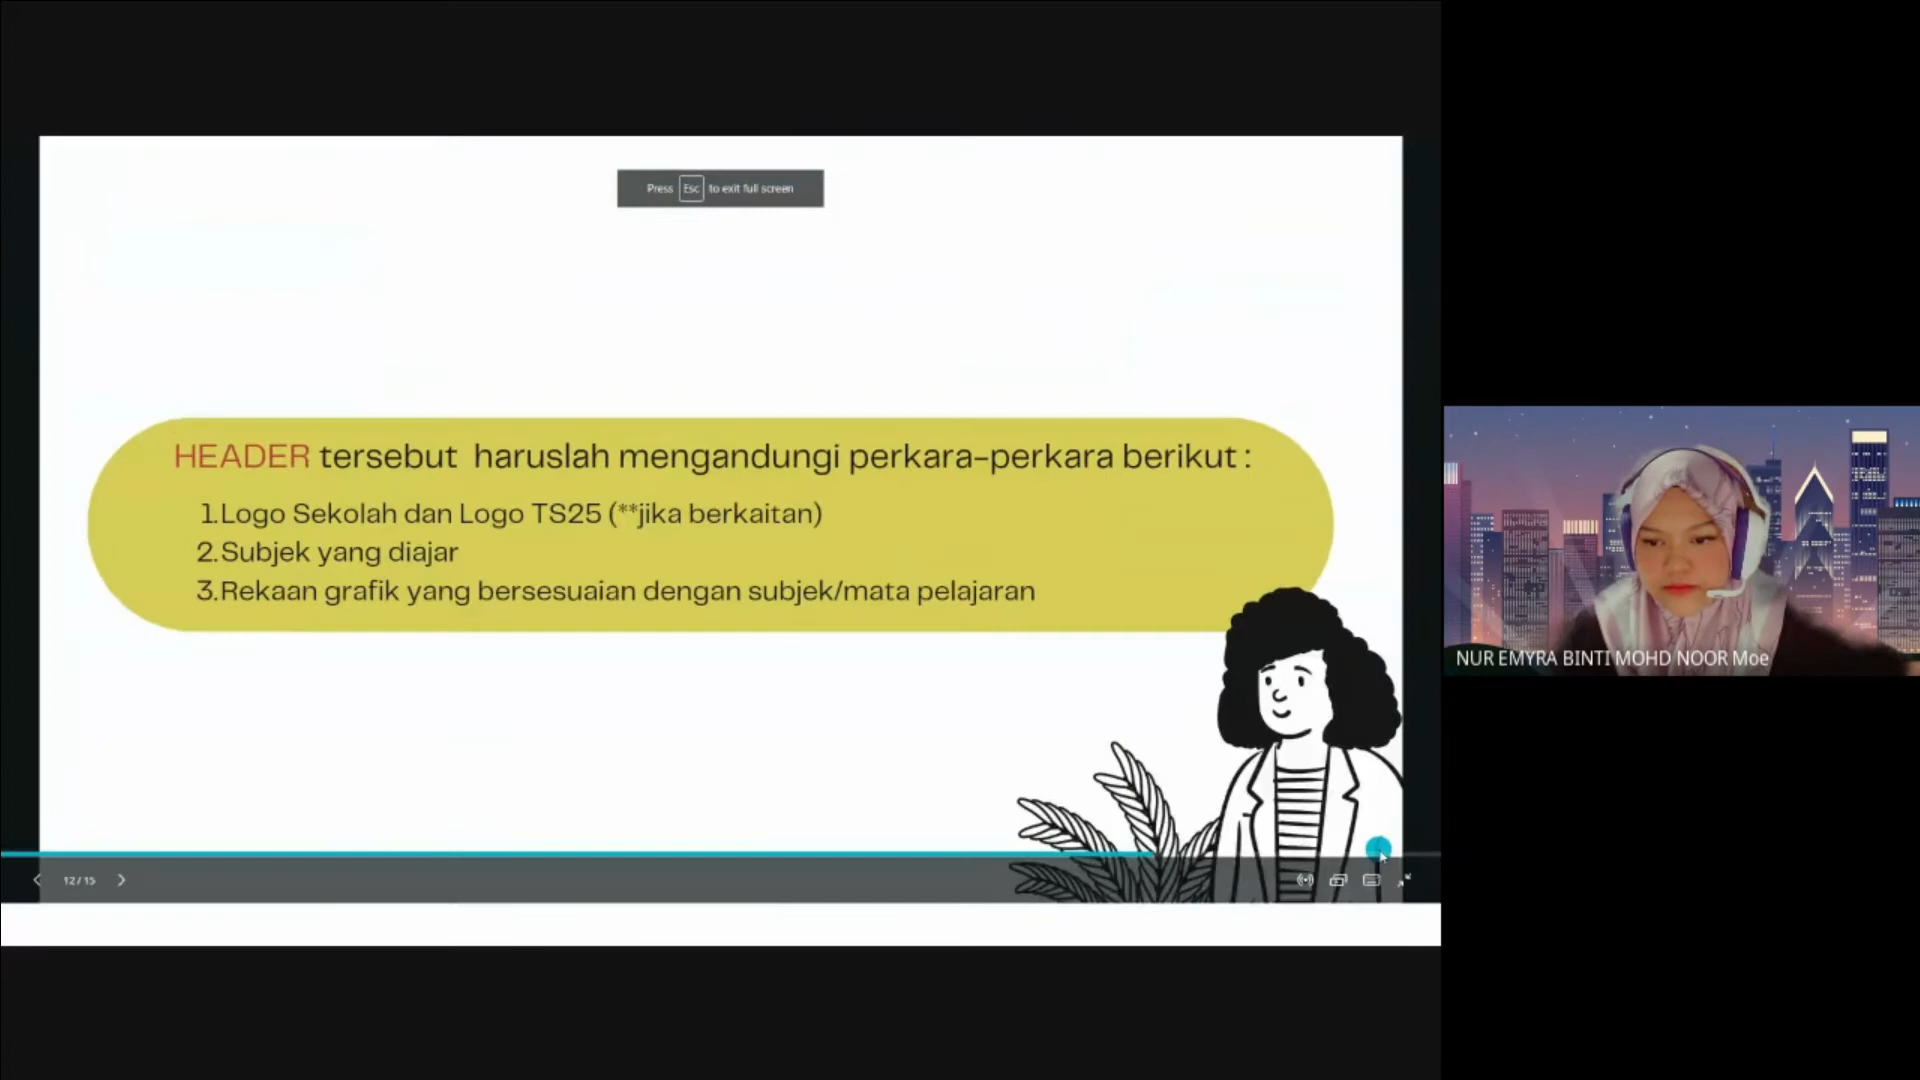 Press Esc to exit full screen
HEADER tersebut haruslah mengandungi perkara-perkara berikut :
1.Logo Sekolah dan Logo TS25 (**jika berkaitan)
2.Subjek yang diajar
3.Rekaan grafik yang bersesuaian dengan subjek/mata pelajaran
NUR EMYRA BINTI MOHD NOOR Moe
12 / 15